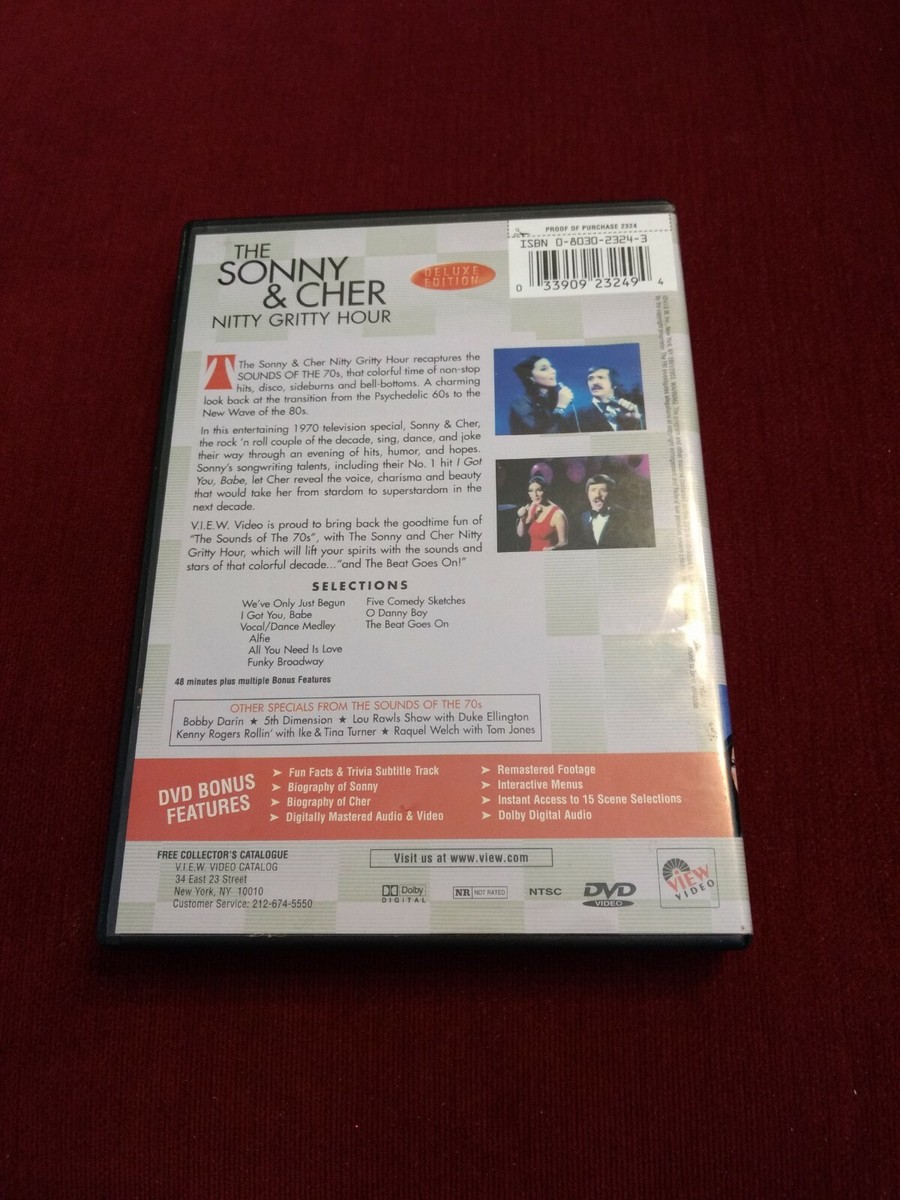 PROOF OF PURCHASE 2324
ISBN 0-8030-2324-3
0 33909 23249 4
THE
SONNY
& CHER
NITTY GRITTY HOUR
DELUXE
EDITION
The Sonny & Cher Nitty Gritty Hour recaptures the
SOUNDS OF THE 70s, that colorful time of non-stop
hits, disco, sideburns and bell-bottoms. A charming
look back at the transition from the Psychedelic 60s to the
New Wave of the 80s.
In this entertaining 1970 television special, Sonny & Cher,
the rock 'n roll couple of the decade, sing, dance, and joke
their way through an evening of hits, humor, and hopes.
Sonny's songwriting talents, including their No. 1 hit I Got
You, Babe, let Cher reveal the voice, charisma and beauty
that would take her from stardom to superstardom in the
next decade.
V.I.E.W. Video is proud to bring back the goodtime fun of
"The Sounds of The 70s", with The Sonny and Cher Nitty
Gritty Hour, which will lift your spirits with the sounds and
stars of that colorful decade..."and The Beat Goes On!"
SELECTIONS
We've Only Just Begun
I Got You, Babe
Vocal/Dance Medley
Alfie
All You Need Is Love
Funky Broadway
Five Comedy Sketches
O Danny Boy
The Beat Goes On
48 minutes plus multiple Bonus Features
OTHER SPECIALS FROM THE SOUNDS OF THE 70s
Bobby Darin ★ 5th Dimension ★ Lou Rawls Show with Duke Ellington
Kenny Rogers Rollin' with Ike & Tina Turner ★ Raquel Welch with Tom Jones
DVD BONUS
FEATURES
➤ Fun Facts & Trivia Subtitle Track
➤ Biography of Sonny
➤ Biography of Cher
➤ Digitally Mastered Audio & Video
➤ Remastered Footage
➤ Interactive Menus
➤ Instant Access to 15 Scene Selections
➤ Dolby Digital Audio
FREE COLLECTOR'S CATALOGUE
V.I.E.W. VIDEO CATALOG
34 East 23 Street
New York, NY 10010
Customer Service: 212-674-5550
Visit us at www.view.com
Dolby
DIGITAL
NR NOT RATED
NTSC
DVD
VIDEO
VIEW
VIDEO